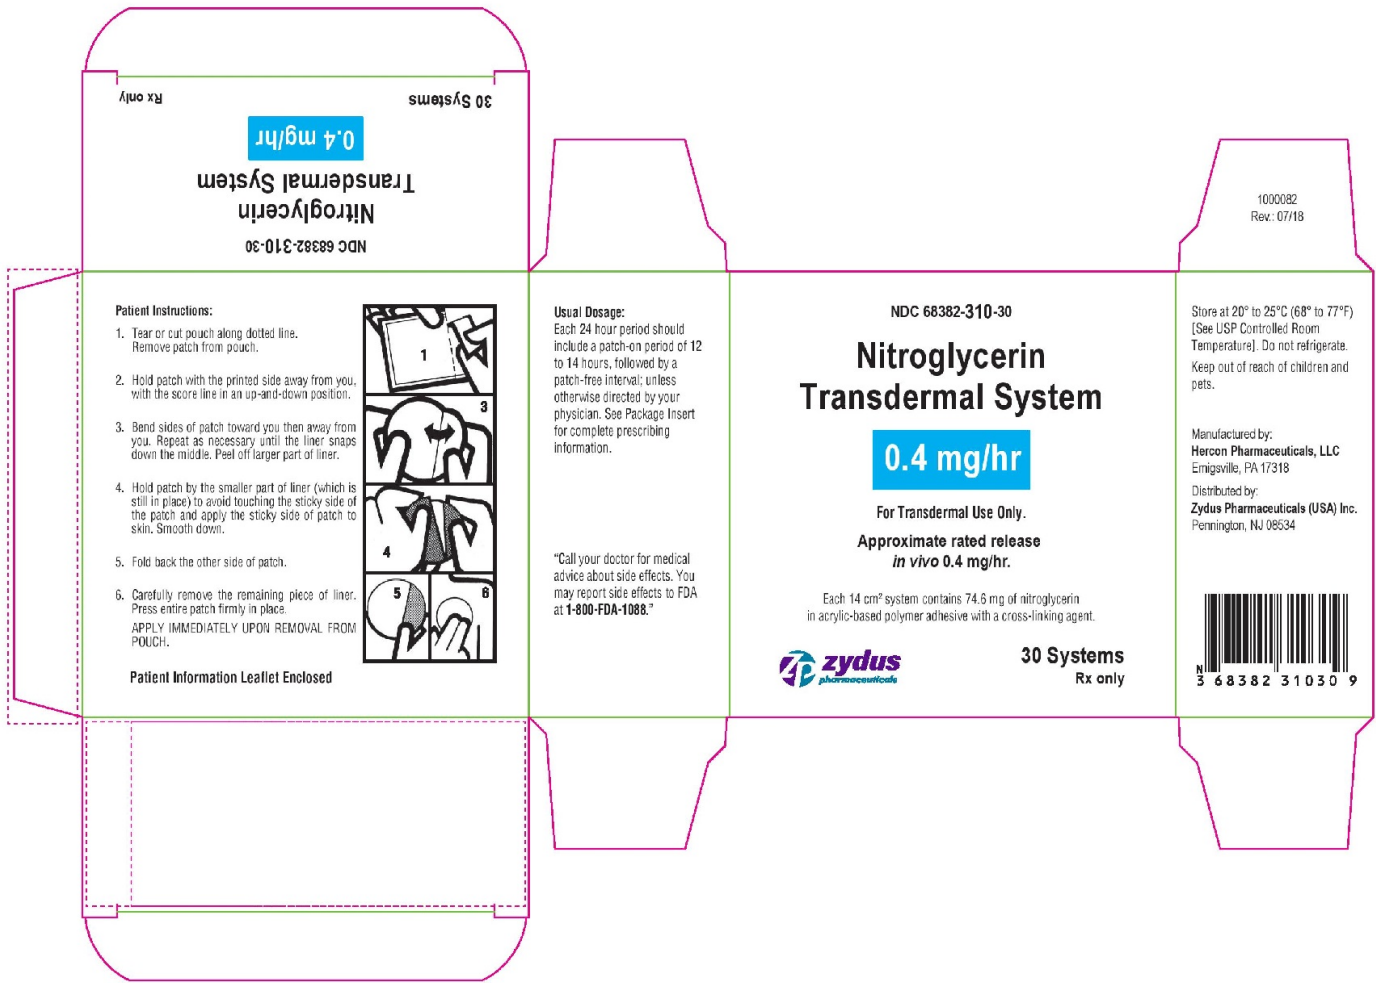 Rx only
30 Systems
0.4 mg/hr
Transdermal System
Nitroglycerin
NDC 68382-310-30
Patient Instructions:
1. Tear or cut pouch along dotted line.
Remove patch from pouch.
2. Hold patch with the printed side away from you,
with the score line in an up-and-down position.
3. Bend sides of patch toward you then away from
you. Repeat as necessary until the liner snaps
down the middle. Peel off larger part of liner.
4. Hold patch by the smaller part of liner (which is
still in place) to avoid touching the sticky side of
the patch and apply the sticky side of patch to
skin. Smooth down.
5. Fold back the other side of patch.
6. Carefully remove the remaining piece of liner.
Press entire patch firmly in place.
APPLY IMMEDIATELY UPON REMOVAL FROM
POUCH.
Patient Information Leaflet Enclosed
1
3
4
5
6
Usual Dosage:
Each 24 hour period should
include a patch-on period of 12
to 14 hours, followed by a
patch-free interval; unless
otherwise directed by your
physician. See Package Insert
for complete prescribing
information.
“Call your doctor for medical
advice about side effects. You
may report side effects to FDA
at 1-800-FDA-1088.”
NDC 68382-310-30
Nitroglycerin
Transdermal System
0.4 mg/hr
For Transdermal Use Only.
Approximate rated release
in vivo 0.4 mg/hr.
Each 14 cm² system contains 74.6 mg of nitroglycerin
in acrylic-based polymer adhesive with a cross-linking agent.
zydus
pharmaceuticals
30 Systems
Rx only
1000082
Rev.: 07/18
Store at 20° to 25°C (68° to 77°F)
[See USP Controlled Room
Temperature]. Do not refrigerate.
Keep out of reach of children and
pets.
Manufactured by:
Hercon Pharmaceuticals, LLC
Emigsville, PA 17318
Distributed by:
Zydus Pharmaceuticals (USA) Inc.
Pennington, NJ 08534
N
3 68382 31030 9